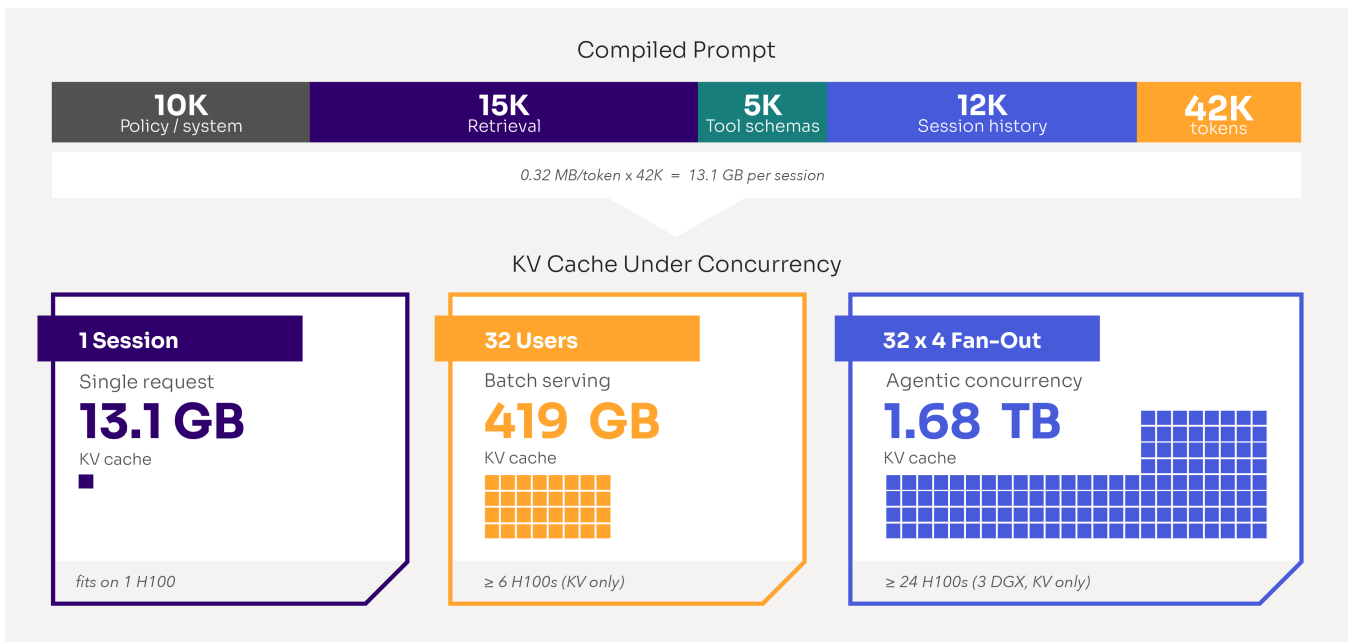 Compiled Prompt
10K
Policy / system
15K
Retrieval
5K
Tool schemas
12K
Session history
42K
tokens
0.32 MB/token x 42K = 13.1 GB per session
KV Cache Under Concurrency
1 Session
Single request
13.1 GB
KV cache
fits on 1 H100
32 Users
Batch serving
419 GB
KV cache
≥ 6 H100s (KV only)
32 x 4 Fan-Out
Agentic concurrency
1.68 TB
KV cache
≥ 24 H100s (3 DGX, KV only)